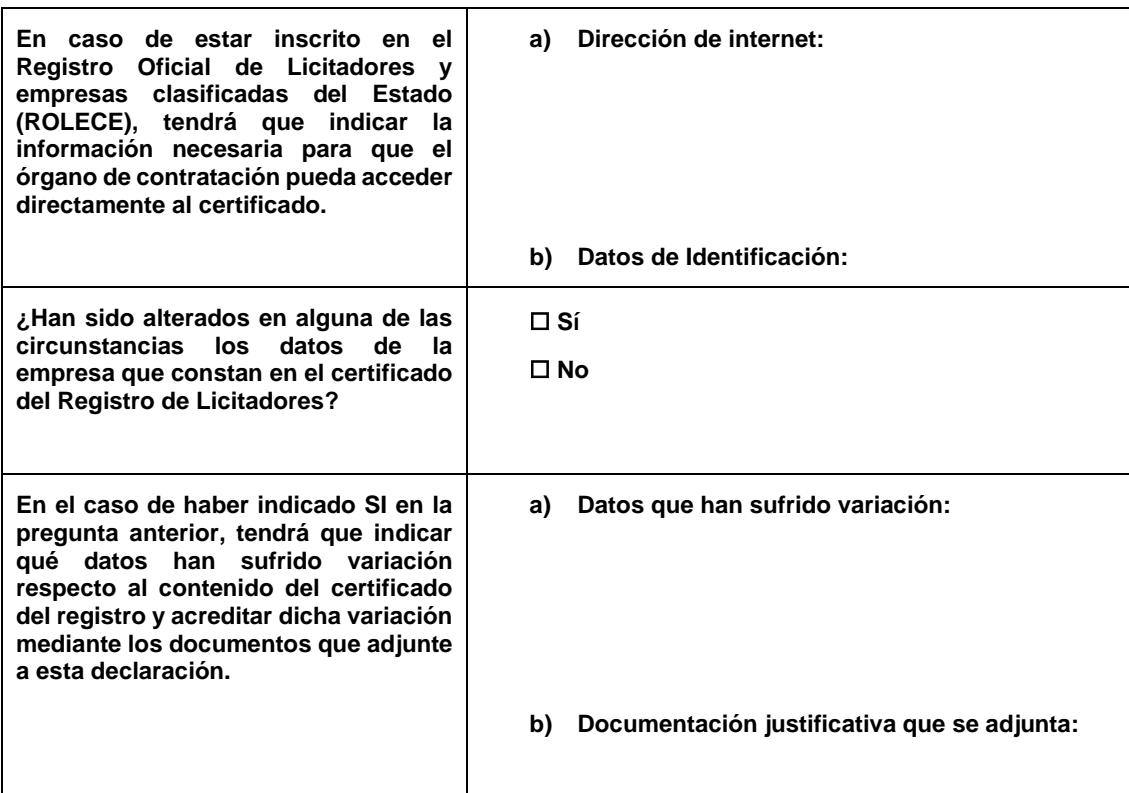 En caso de estar inscrito en el
Registro Oficial de Licitadores y
empresas clasificadas del Estado
(ROLECE), tendrá que indicar la
información necesaria para que el
órgano de contratación pueda acceder
directamente al certificado.
a) Dirección de internet:
b) Datos de Identificación:
¿Han sido alterados en alguna de las
circunstancias los datos de la
empresa que constan en el certificado
del Registro de Licitadores?
☐ Sí
☐ No
En el caso de haber indicado SI en la
pregunta anterior, tendrá que indicar
qué datos han sufrido variación
respecto al contenido del certificado
del registro y acreditar dicha variación
mediante los documentos que adjunte
a esta declaración.
a) Datos que han sufrido variación:
b) Documentación justificativa que se adjunta: